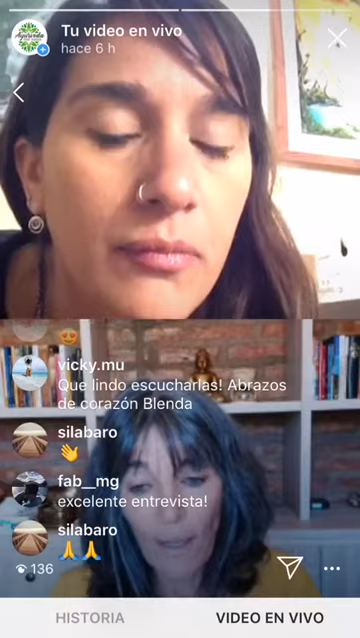 Tu video en vivo
hace 6 h
vicky.mu
Que lindo escucharlas! Abrazos
de corazón Blenda
silabaro
fab__mg
excelente entrevista!
silabaro
136
HISTORIA
VIDEO EN VIVO